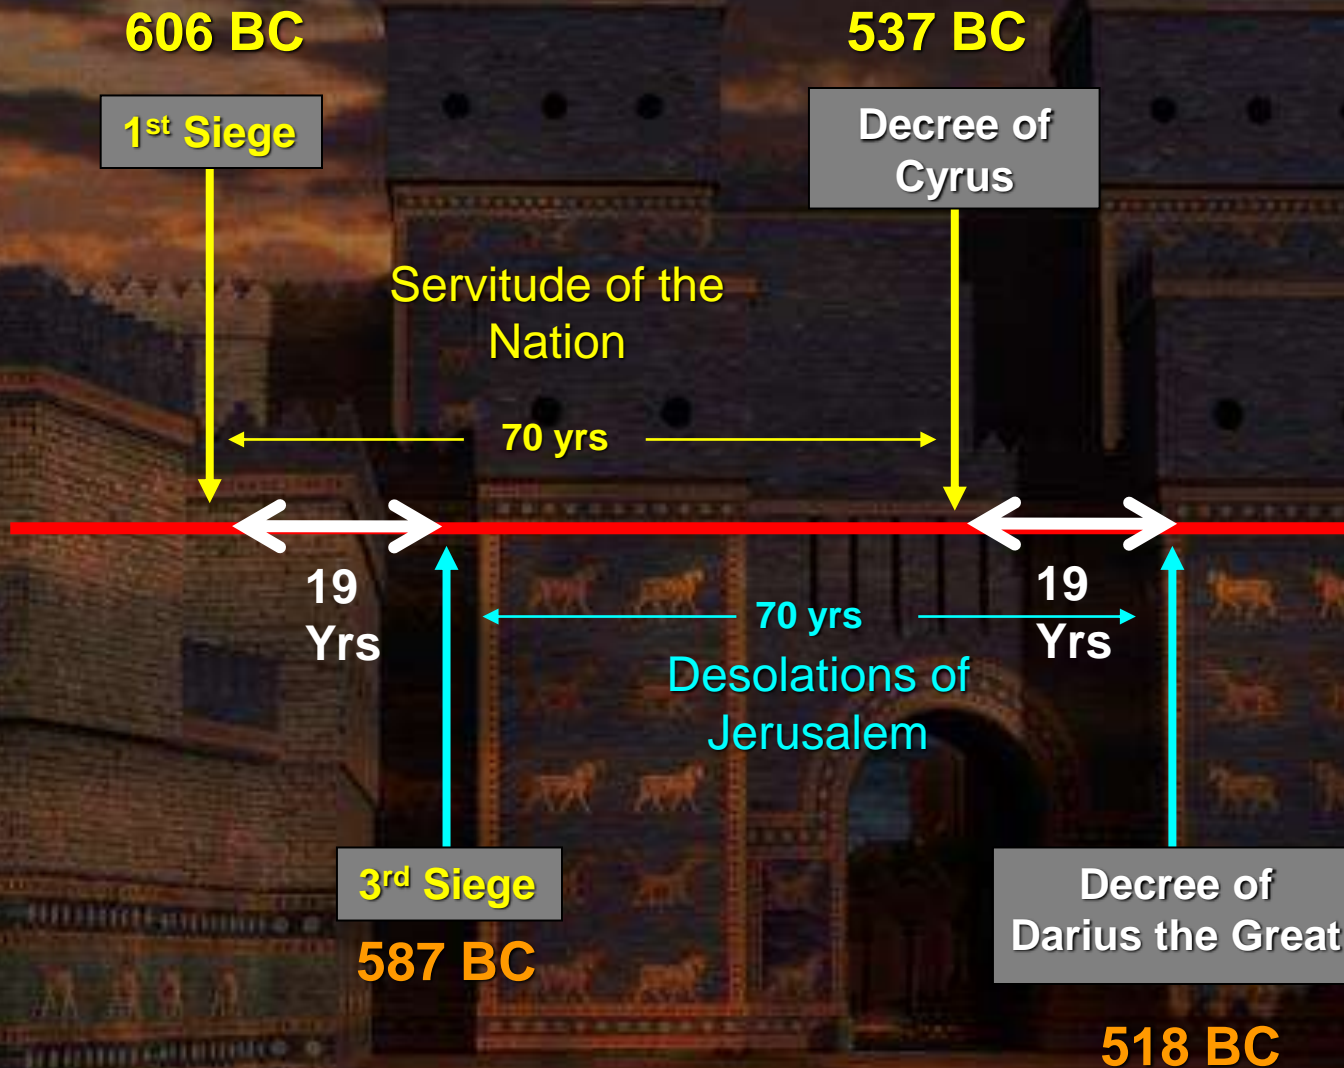 606 BC
537 BC
1st Siege
Decree of
Cyrus
Servitude of the
Nation
70 yrs
19
Yrs
19
Yrs
70 yrs
Desolations of
Jerusalem
3rd Siege
587 BC
Decree of
Darius the Great
518 BC